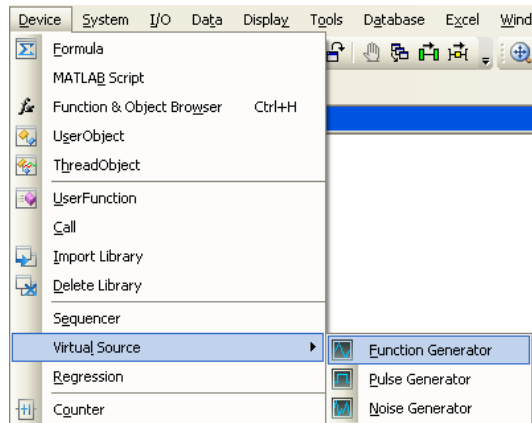 Device System I/O Data Display Tools Database Excel Wind
Formula
MATLAB Script
Function & Object Browser Ctrl+H
UserObject
ThreadObject
UserFunction
Call
Import Library
Delete Library
Sequencer
Virtual Source Function Generator
Regression Pulse Generator
Counter Noise Generator